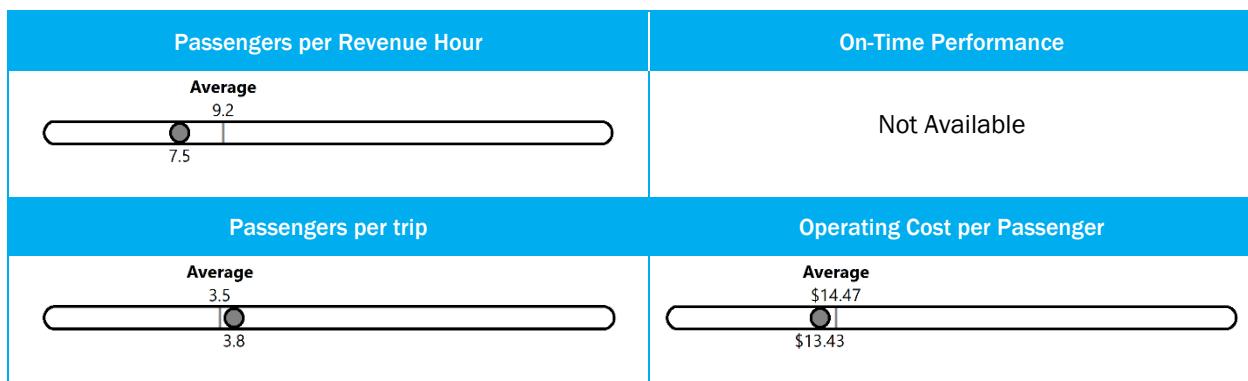 Passengers per Revenue Hour
On-Time Performance
Average
9.2
7.5
Not Available
Passengers per trip
Operating Cost per Passenger
Average
3.5
3.8
Average
$14.47
$13.43